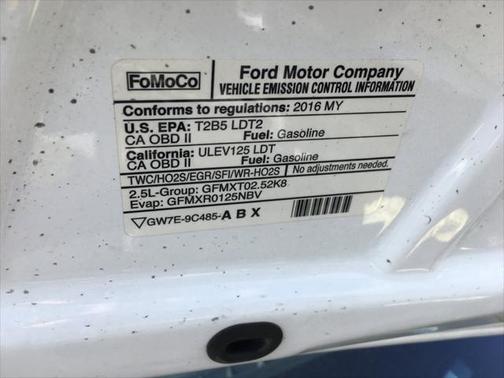 FoMoCo
Ford Motor Company
VEHICLE EMISSION CONTROL INFORMATION
Conforms to regulations: 2016 MY
U.S. EPA: T2B5 LDT2
CA OBD II Fuel: Gasoline
California: ULEV125 LDT
CA OBD II Fuel: Gasoline
TWC/HO2S/EGR/SFI/WR-HO2S No adjustments needed.
2.5L-Group: GFMXT02.52K8
Evap: GFMXR0125NBV
GW7E-9C485-ABX